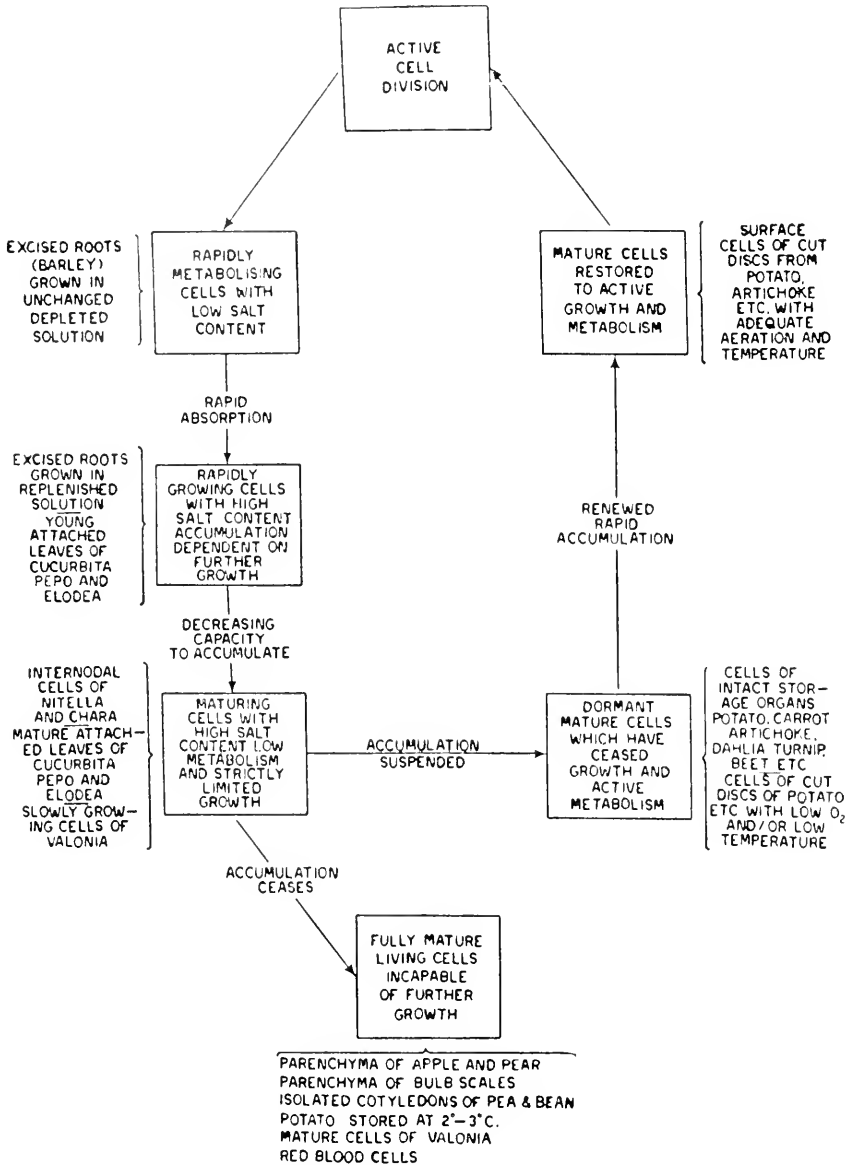 ACTIVE
CELL
DIVISION
EXCISED ROOTS
(BARLEY)
GROWN IN
UNCHANGED
DEPLETED
SOLUTION
RAPIDLY
METABOLISING
CELLS WITH
LOW SALT
CONTENT
MATURE CELLS
RESTORED
TO ACTIVE
GROWTH AND
METABOLISM
SURFACE
CELLS OF CUT
DISCS FROM
POTATO,
ARTICHOKE
ETC. WITH
ADEQUATE
AERATION AND
TEMPERATURE
RAPID
ABSORPTION
EXCISED ROOTS
GROWN IN
REPLENISHED
SOLUTION
YOUNG
ATTACHED
LEAVES OF
CUCURBITA
PEPO AND
ELODEA
RAPIDLY
GROWING CELLS
WITH HIGH
SALT CONTENT
ACCUMULATION
DEPENDENT ON
FURTHER
GROWTH
RENEWED
RAPID
ACCUMULATION
DECREASING
CAPACITY
TO ACCUMULATE
INTERNODAL
CELLS OF
NITELLA
AND CHARA
MATURE ATTACH-
ED LEAVES OF
CUCURBITA
PEPO AND
ELODEA
SLOWLY GROW-
ING CELLS OF
VALONIA
MATURING
CELLS WITH
HIGH SALT
CONTENT LOW
METABOLISM
AND STRICTLY
LIMITED
GROWTH
ACCUMULATION
SUSPENDED
DORMANT
MATURE CELLS
WHICH HAVE
CEASED
GROWTH AND
ACTIVE
METABOLISM
CELLS OF
INTACT STOR-
AGE ORGANS
POTATO, CARROT
ARTICHOKE,
DAHLIA TURNIP,
BEET ETC
CELLS OF CUT
DISCS OF POTATO
ETC WITH LOW O2
AND/OR LOW
TEMPERATURE
ACCUMULATION
CEASES
FULLY MATURE
LIVING CELLS
INCAPABLE
OF FURTHER
GROWTH
PARENCHYMA OF APPLE AND PEAR
PARENCHYMA OF BULB SCALES
ISOLATED COTYLEDONS OF PEA & BEAN
POTATO STORED AT 2°–3°C.
MATURE CELLS OF VALONIA
RED BLOOD CELLS